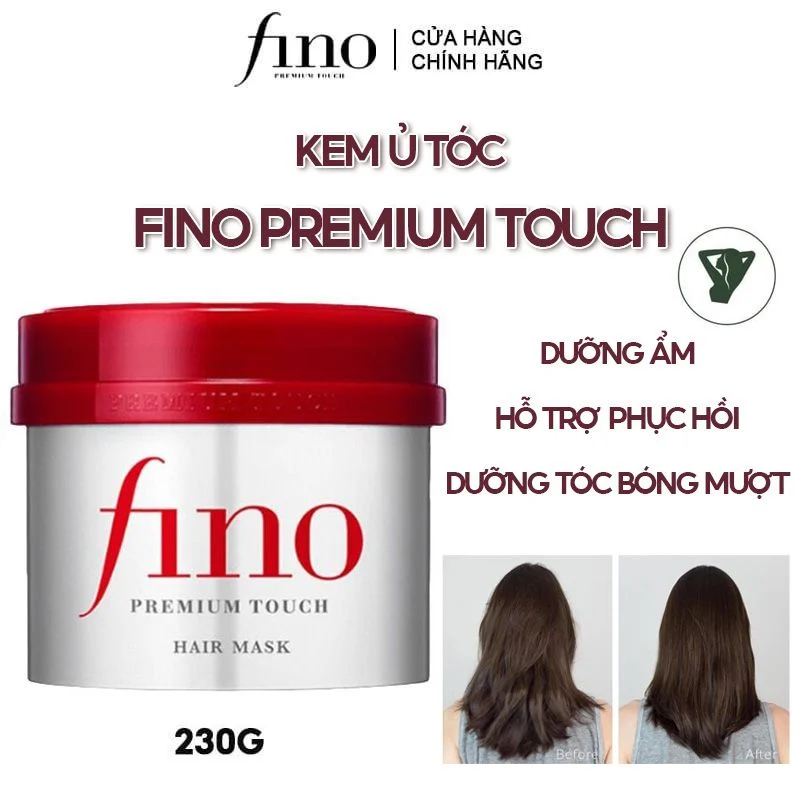 fino
PREMIUM TOUCH
CỬA HÀNG
CHÍNH HÃNG
KEM Ủ TÓC
FINO PREMIUM TOUCH
DƯỠNG ẨM
HỖ TRỢ PHỤC HỒI
DƯỠNG TÓC BÓNG MƯỢT
fino
PREMIUM TOUCH
HAIR MASK
230G
Before
After